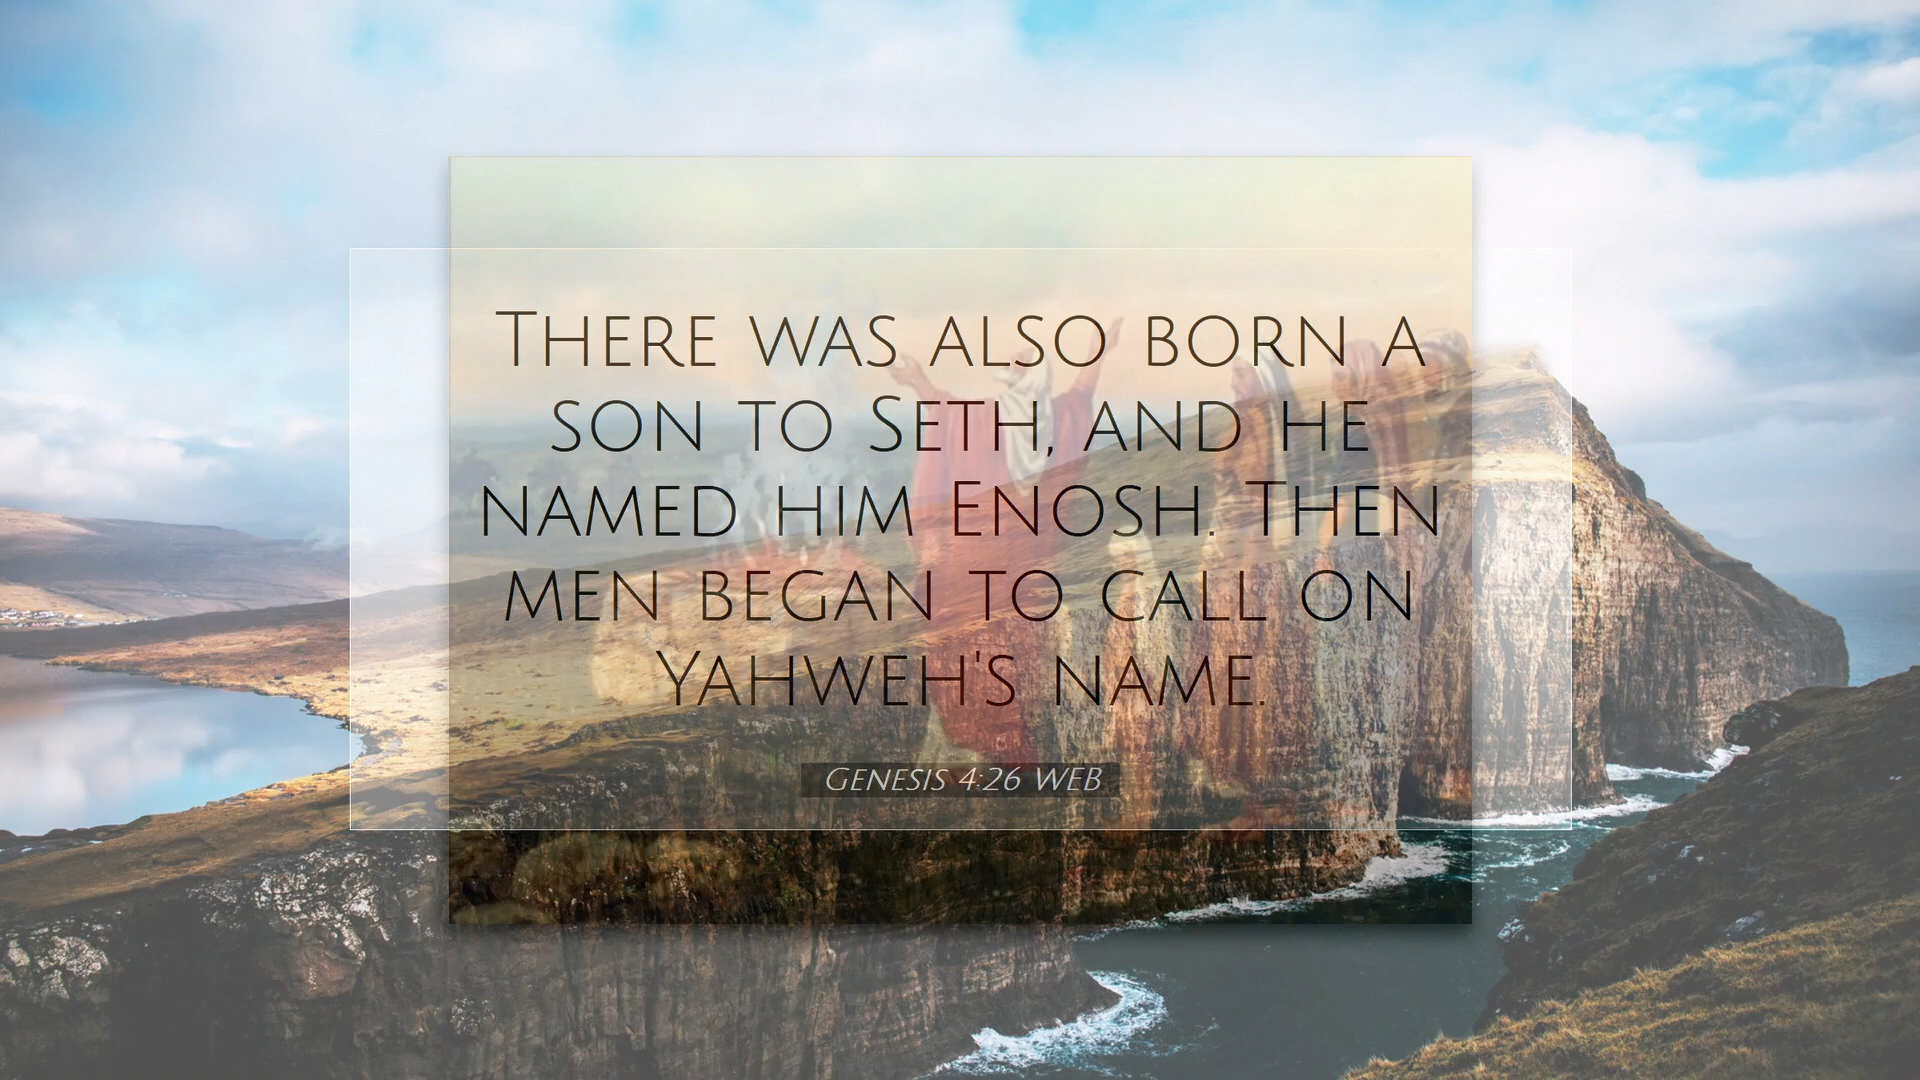 There was also born a
son to Seth, and he
named him Enosh. Then
men began to call on
Yahweh's name.
Genesis 4:26 WEB